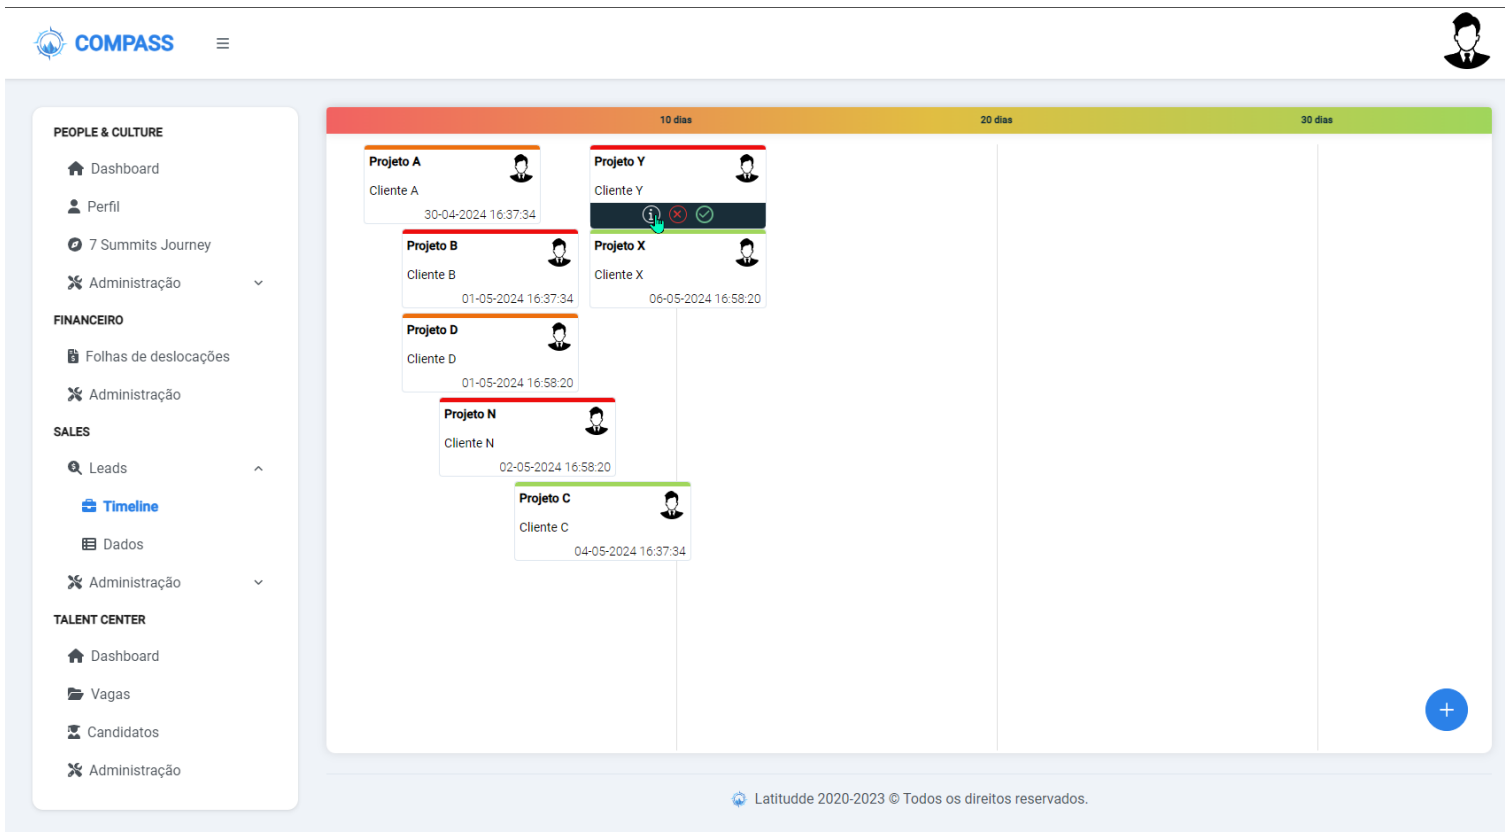 COMPASS
PEOPLE & CULTURE
Dashboard
Perfil
7 Summits Journey
Administração
FINANCEIRO
Folhas de deslocações
Administração
SALES
Leads
Timeline
Dados
Administração
TALENT CENTER
Dashboard
Vagas
Candidatos
Administração
10 dias
20 dias
30 dias
Projeto A
Cliente A
30-04-2024 16:37:34
Projeto Y
Cliente Y
Projeto B
Cliente B
01-05-2024 16:37:34
Projeto X
Cliente X
06-05-2024 16:58:20
Projeto D
Cliente D
01-05-2024 16:58:20
Projeto N
Cliente N
02-05-2024 16:58:20
Projeto C
Cliente C
04-05-2024 16:37:34
Latitudde 2020-2023 © Todos os direitos reservados.